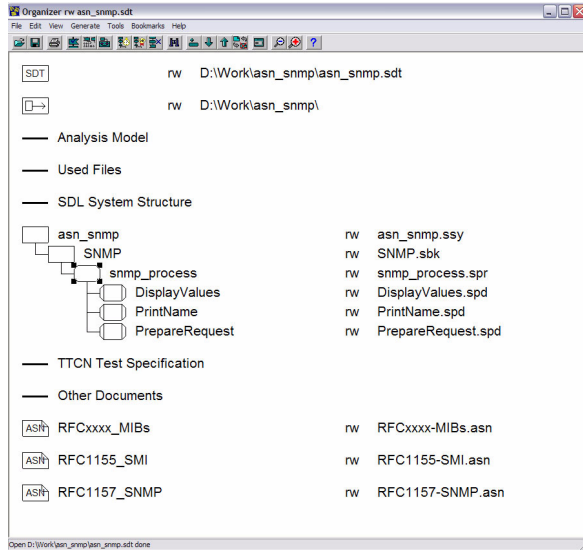 Organizer rw asn_snmp.sdt
File Edit View Generate Tools Bookmarks Help
SDT rw D:\Work\asn_snmp\asn_snmp.sdt
rw D:\Work\asn_snmp\
Analysis Model
Used Files
SDL System Structure
asn_snmp rw asn_snmp.ssy
SNMP rw SNMP.sbk
snmp_process rw snmp_process.spr
DisplayValues rw DisplayValues.spd
PrintName rw PrintName.spd
PrepareRequest rw PrepareRequest.spd
TTCN Test Specification
Other Documents
ASN RFCxxxx_MIBs rw RFCxxxx-MIBs.asn
ASN RFC1155_SMI rw RFC1155-SMI.asn
ASN RFC1157_SNMP rw RFC1157-SNMP.asn
Open D:\Work\asn_snmp\asn_snmp.sdt done